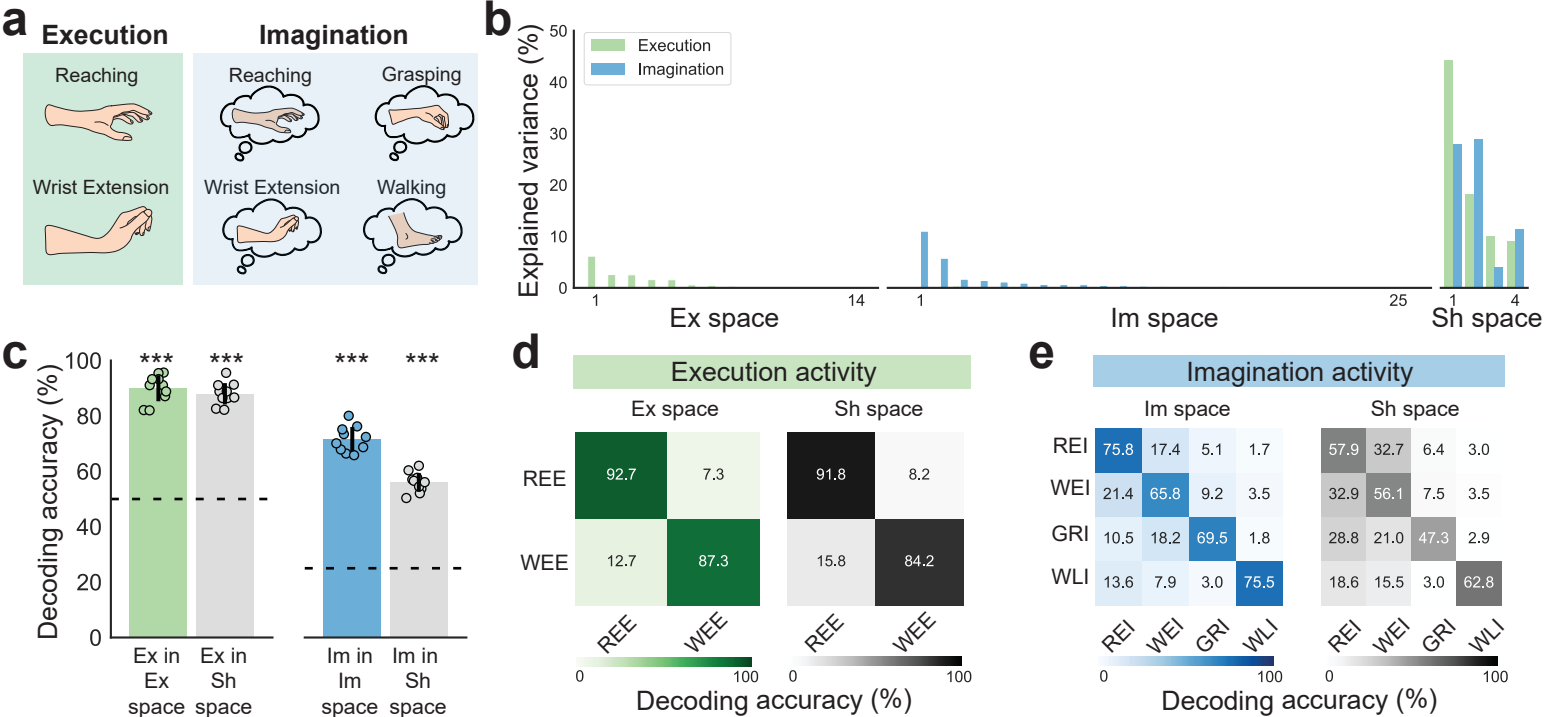 a
Execution
Imagination
Reaching
Reaching
Grasping
Wrist Extension
Wrist Extension
Walking
b
Explained variance (%)
50
40
30
20
10
0
Execution
Imagination
1
14
1
25
1
4
Ex space
Im space
Sh space
c
Decoding accuracy (%)
100
80
60
40
20
0
***
***
***
***
Ex in
Ex
space
Ex in
Sh
space
Im in
Im
space
Im in
Sh
space
d
Execution activity
Ex space
Sh space
REE
92.7 7.3
91.8 8.2
WEE
12.7 87.3
15.8 84.2
REE WEE
REE WEE
0 100
0 100
Decoding accuracy (%)
e
Imagination activity
Im space
Sh space
REI
75.8 17.4 5.1 1.7
57.9 32.7 6.4 3.0
WEI
21.4 65.8 9.2 3.5
32.9 56.1 7.5 3.5
GRI
10.5 18.2 69.5 1.8
28.8 21.0 47.3 2.9
WLI
13.6 7.9 3.0 75.5
18.6 15.5 3.0 62.8
REI WEI GRI WLI
REI WEI GRI WLI
0 100
0 100
Decoding accuracy (%)